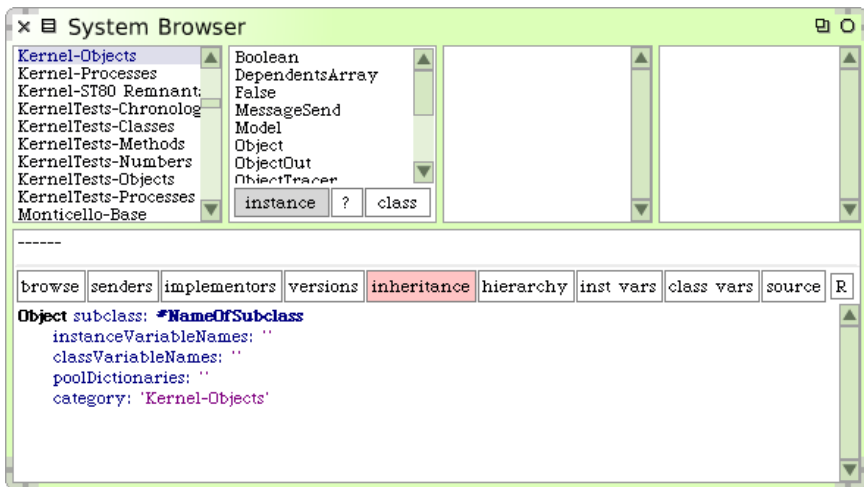 System Browser
Kernel-Objects
Kernel-Processes
Kernel-ST80 Remnant
KernelTests-Chronolog
KernelTests-Classes
KernelTests-Methods
KernelTests-Numbers
KernelTests-Objects
KernelTests-Processes
Monticello-Base
Boolean
DependentsArray
False
MessageSend
Model
Object
ObjectOut
ObjectTracer
instance ? class
------
browse senders implementors versions inheritance hierarchy inst vars class vars source R
Object subclass: #NameOfSubclass
instanceVariableNames: ''
classVariableNames: ''
poolDictionaries: ''
category: 'Kernel-Objects'